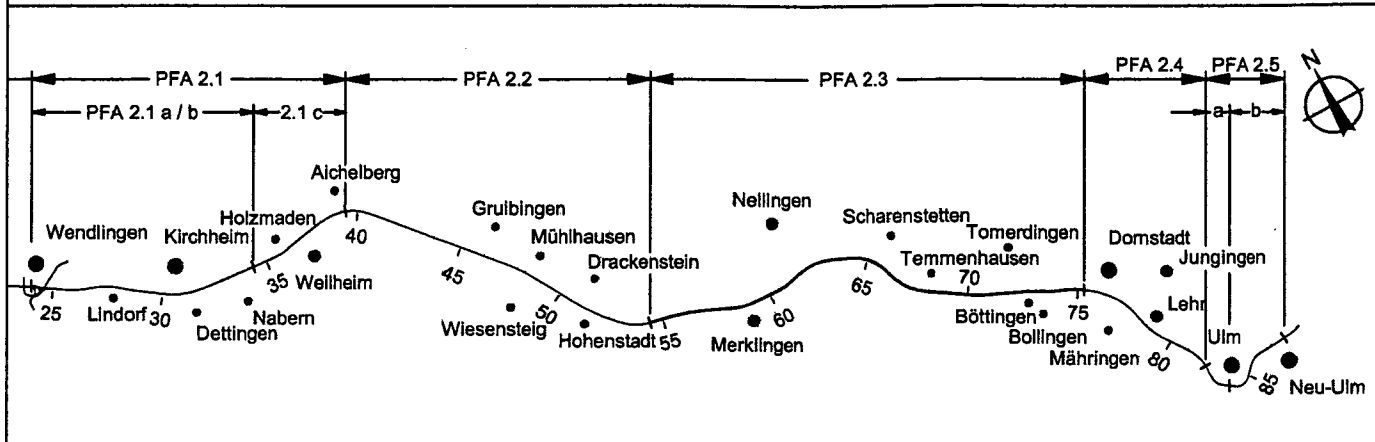 N
PFA 2.1
PFA 2.2
PFA 2.3
PFA 2.4
PFA 2.5
PFA 2.1 a / b
2.1 c
a
b
Aichelberg
Wendlingen
Kirchheim
Holzmaden
Weilheim
Lindorf
Dettingen
Nabern
Gruibingen
Mühlhausen
Drackenstein
Wiesensteig
Hohenstadt
Nellingen
Merklingen
Scharenstetten
Temmenhausen
Tomerdingen
Böttingen
Bollingen
Mähringen
Dornstadt
Jungingen
Lehr
Ulm
Neu-Ulm
25
30
35
40
45
50
55
60
65
70
75
80
85